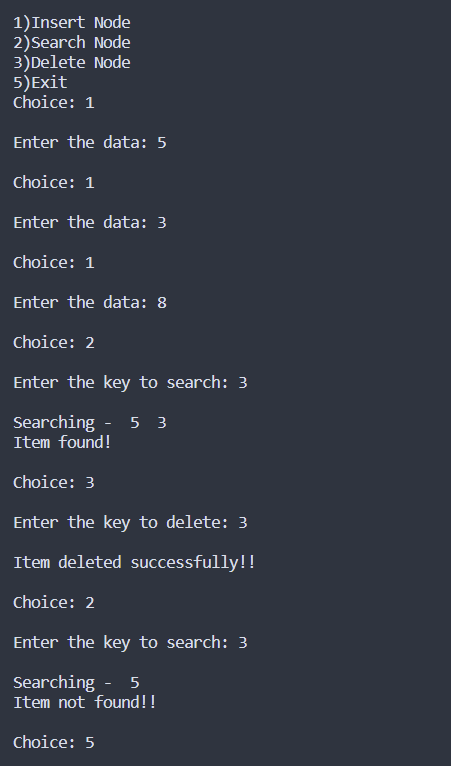 1)Insert Node
2)Search Node
3)Delete Node
5)Exit
Choice: 1
Enter the data: 5
Choice: 1
Enter the data: 3
Choice: 1
Enter the data: 8
Choice: 2
Enter the key to search: 3
Searching -  5  3
Item found!
Choice: 3
Enter the key to delete: 3
Item deleted successfully!!
Choice: 2
Enter the key to search: 3
Searching -  5
Item not found!!
Choice: 5